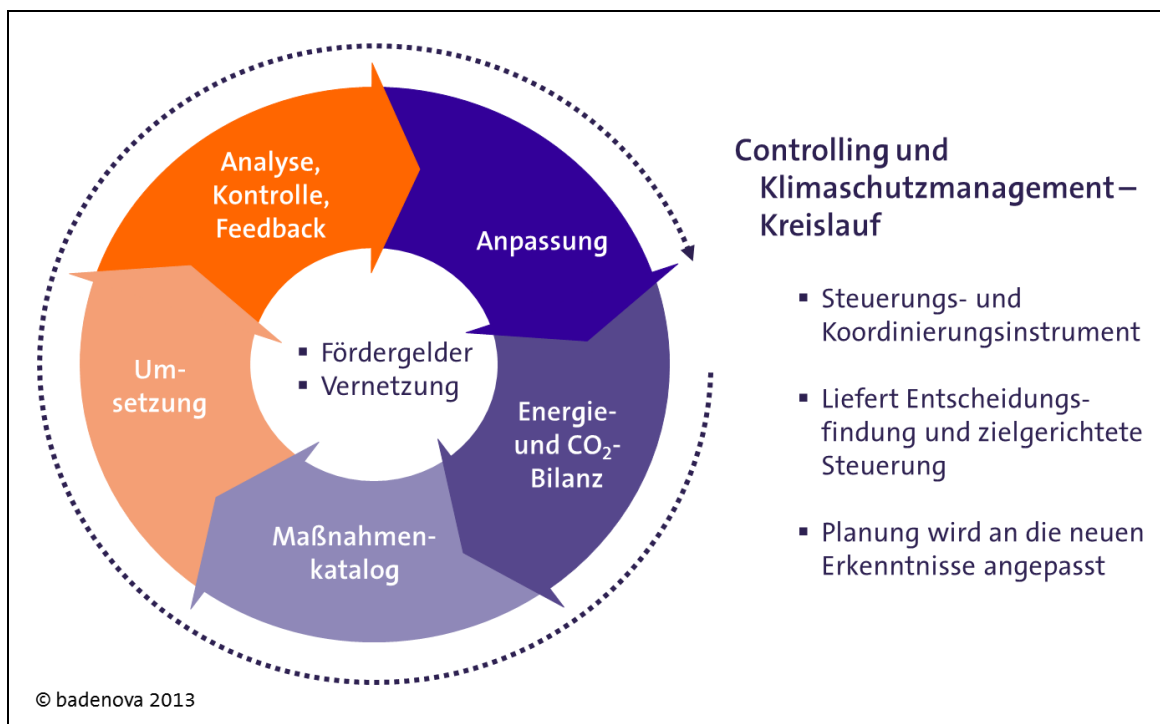 Analyse,
Kontrolle,
Feedback
Anpassung
Energie-
und CO₂-
Bilanz
Maßnahmen-
katalog
Um-
setzung
▪ Fördergelder
▪ Vernetzung
Controlling und
Klimaschutzmanagement –
Kreislauf
▪ Steuerungs- und
Koordinierungsinstrument
▪ Liefert Entscheidungs-
findung und zielgerichtete
Steuerung
▪ Planung wird an die neuen
Erkenntnisse angepasst
© badenova 2013